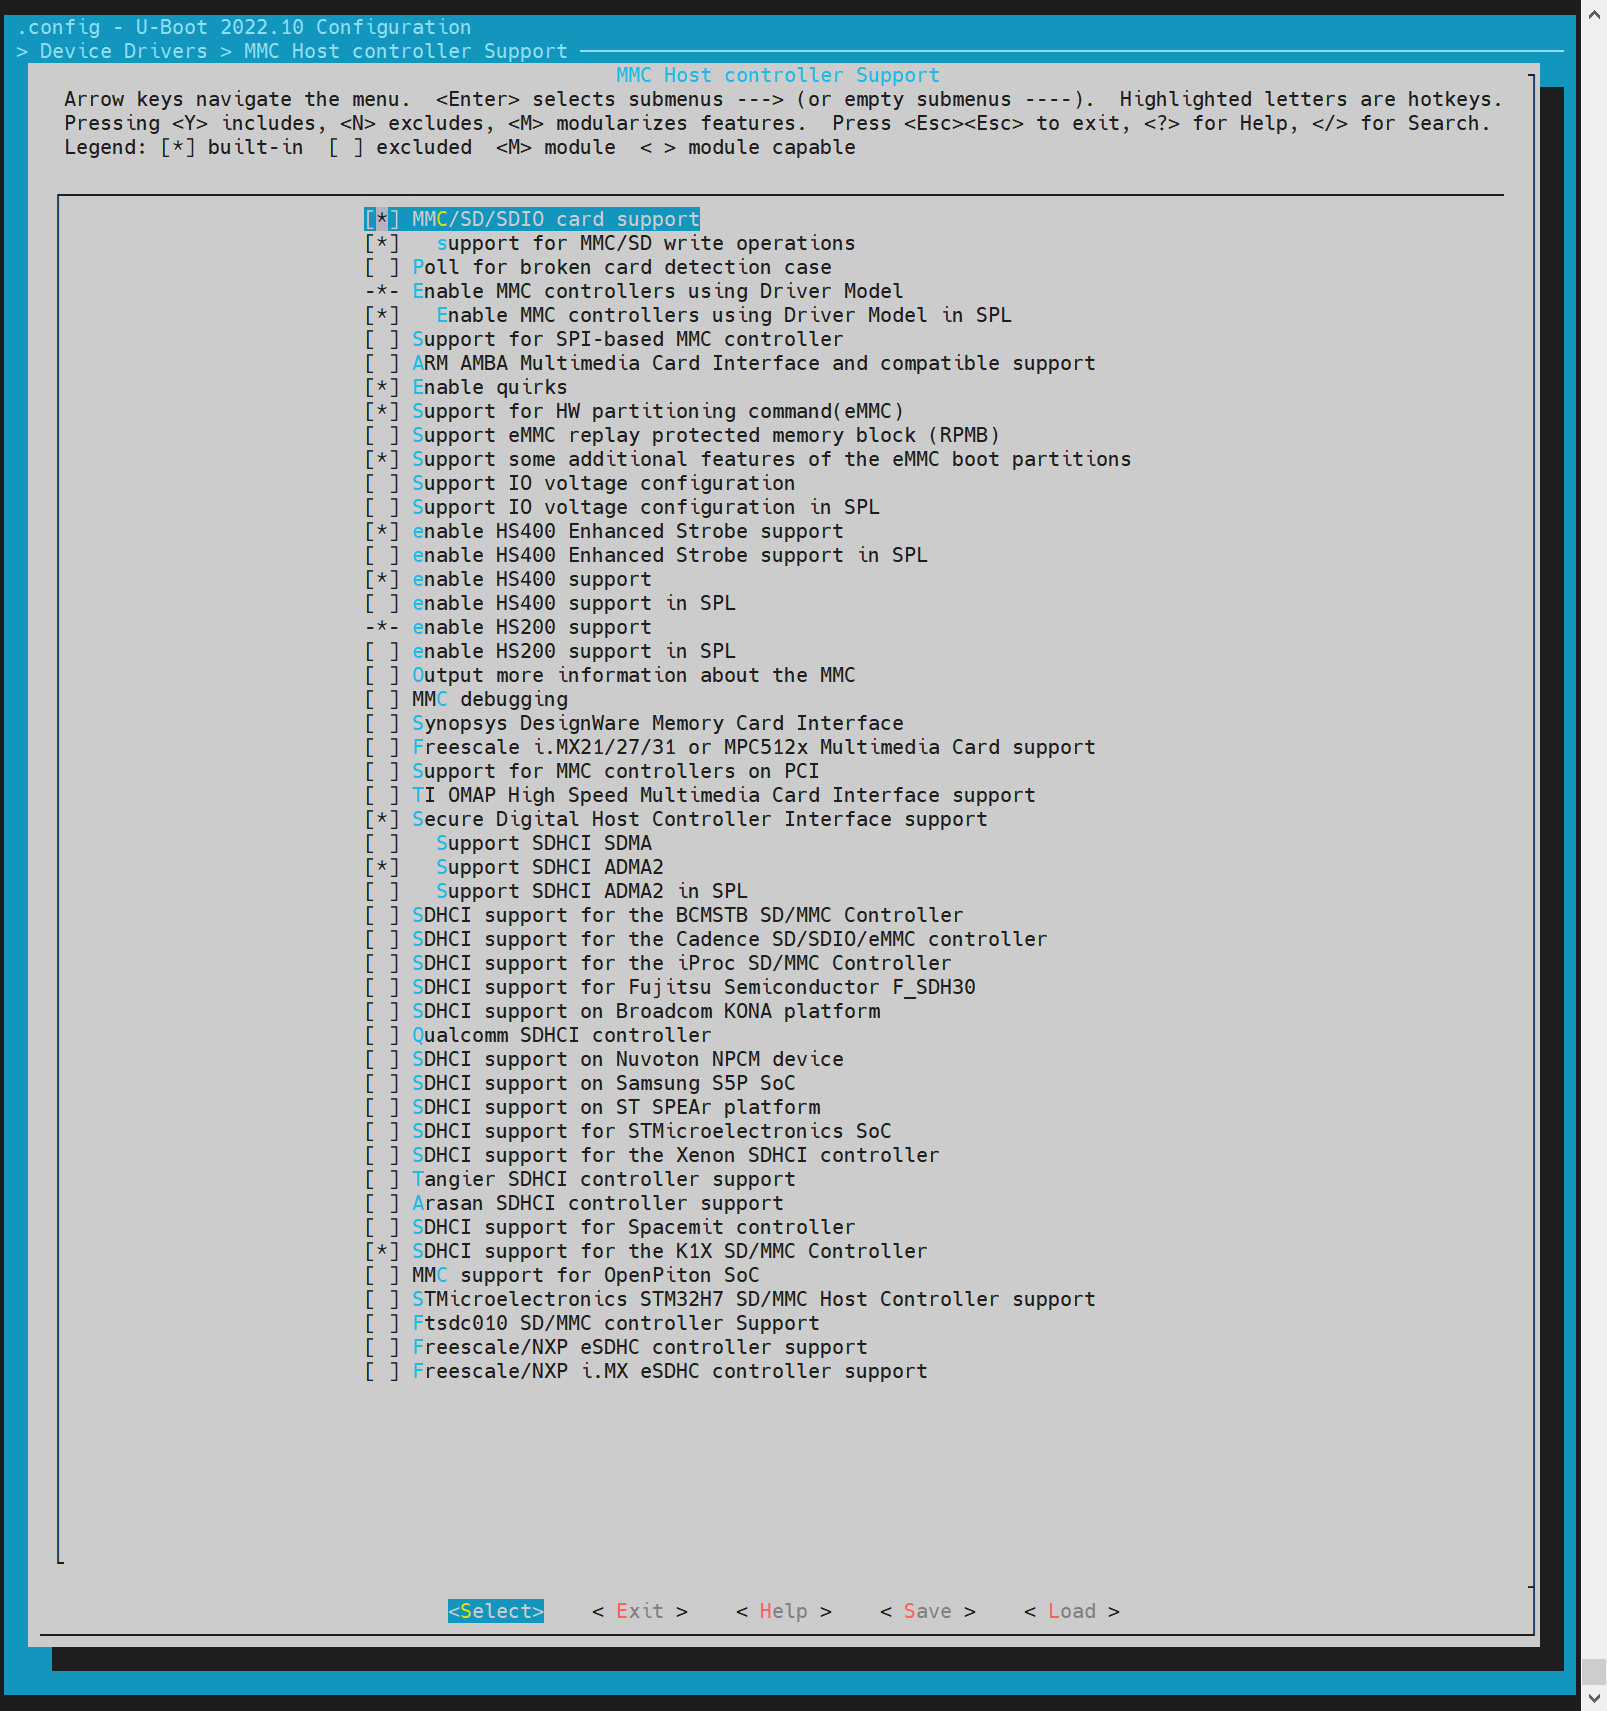 .config - U-Boot 2022.10 Configuration
> Device Drivers > MMC Host controller Support
MMC Host controller Support
Arrow keys navigate the menu.  <Enter> selects submenus ---> (or empty submenus ----).  Highlighted letters are hotkeys.
Pressing <Y> includes, <N> excludes, <M> modularizes features.  Press <Esc><Esc> to exit, <?> for Help, </> for Search.
Legend: [*] built-in  [ ] excluded  <M> module  < > module capable
[*] MMC/SD/SDIO card support
[*]   support for MMC/SD write operations
[ ] Poll for broken card detection case
-*- Enable MMC controllers using Driver Model
[*]   Enable MMC controllers using Driver Model in SPL
[ ] Support for SPI-based MMC controller
[ ] ARM AMBA Multimedia Card Interface and compatible support
[*] Enable quirks
[*] Support for HW partitioning command(eMMC)
[ ] Support eMMC replay protected memory block (RPMB)
[*] Support some additional features of the eMMC boot partitions
[ ] Support IO voltage configuration
[ ] Support IO voltage configuration in SPL
[*] enable HS400 Enhanced Strobe support
[ ] enable HS400 Enhanced Strobe support in SPL
[*] enable HS400 support
[ ] enable HS400 support in SPL
-*- enable HS200 support
[ ] enable HS200 support in SPL
[ ] Output more information about the MMC
[ ] MMC debugging
[ ] Synopsys DesignWare Memory Card Interface
[ ] Freescale i.MX21/27/31 or MPC512x Multimedia Card support
[ ] Support for MMC controllers on PCI
[ ] TI OMAP High Speed Multimedia Card Interface support
[*] Secure Digital Host Controller Interface support
[ ]   Support SDHCI SDMA
[*]   Support SDHCI ADMA2
[ ]   Support SDHCI ADMA2 in SPL
[ ] SDHCI support for the BCMSTB SD/MMC Controller
[ ] SDHCI support for the Cadence SD/SDIO/eMMC controller
[ ] SDHCI support for the iProc SD/MMC Controller
[ ] SDHCI support for Fujitsu Semiconductor F_SDH30
[ ] SDHCI support on Broadcom KONA platform
[ ] Qualcomm SDHCI controller
[ ] SDHCI support on Nuvoton NPCM device
[ ] SDHCI support on Samsung S5P SoC
[ ] SDHCI support on ST SPEAr platform
[ ] SDHCI support for STMicroelectronics SoC
[ ] SDHCI support for the Xenon SDHCI controller
[ ] Tangier SDHCI controller support
[ ] Arasan SDHCI controller support
[ ] SDHCI support for Spacemit controller
[*] SDHCI support for the K1X SD/MMC Controller
[ ] MMC support for OpenPiton SoC
[ ] STMicroelectronics STM32H7 SD/MMC Host Controller support
[ ] Ftsdc010 SD/MMC controller Support
[ ] Freescale/NXP eSDHC controller support
[ ] Freescale/NXP i.MX eSDHC controller support
<Select>    < Exit >    < Help >    < Save >    < Load >